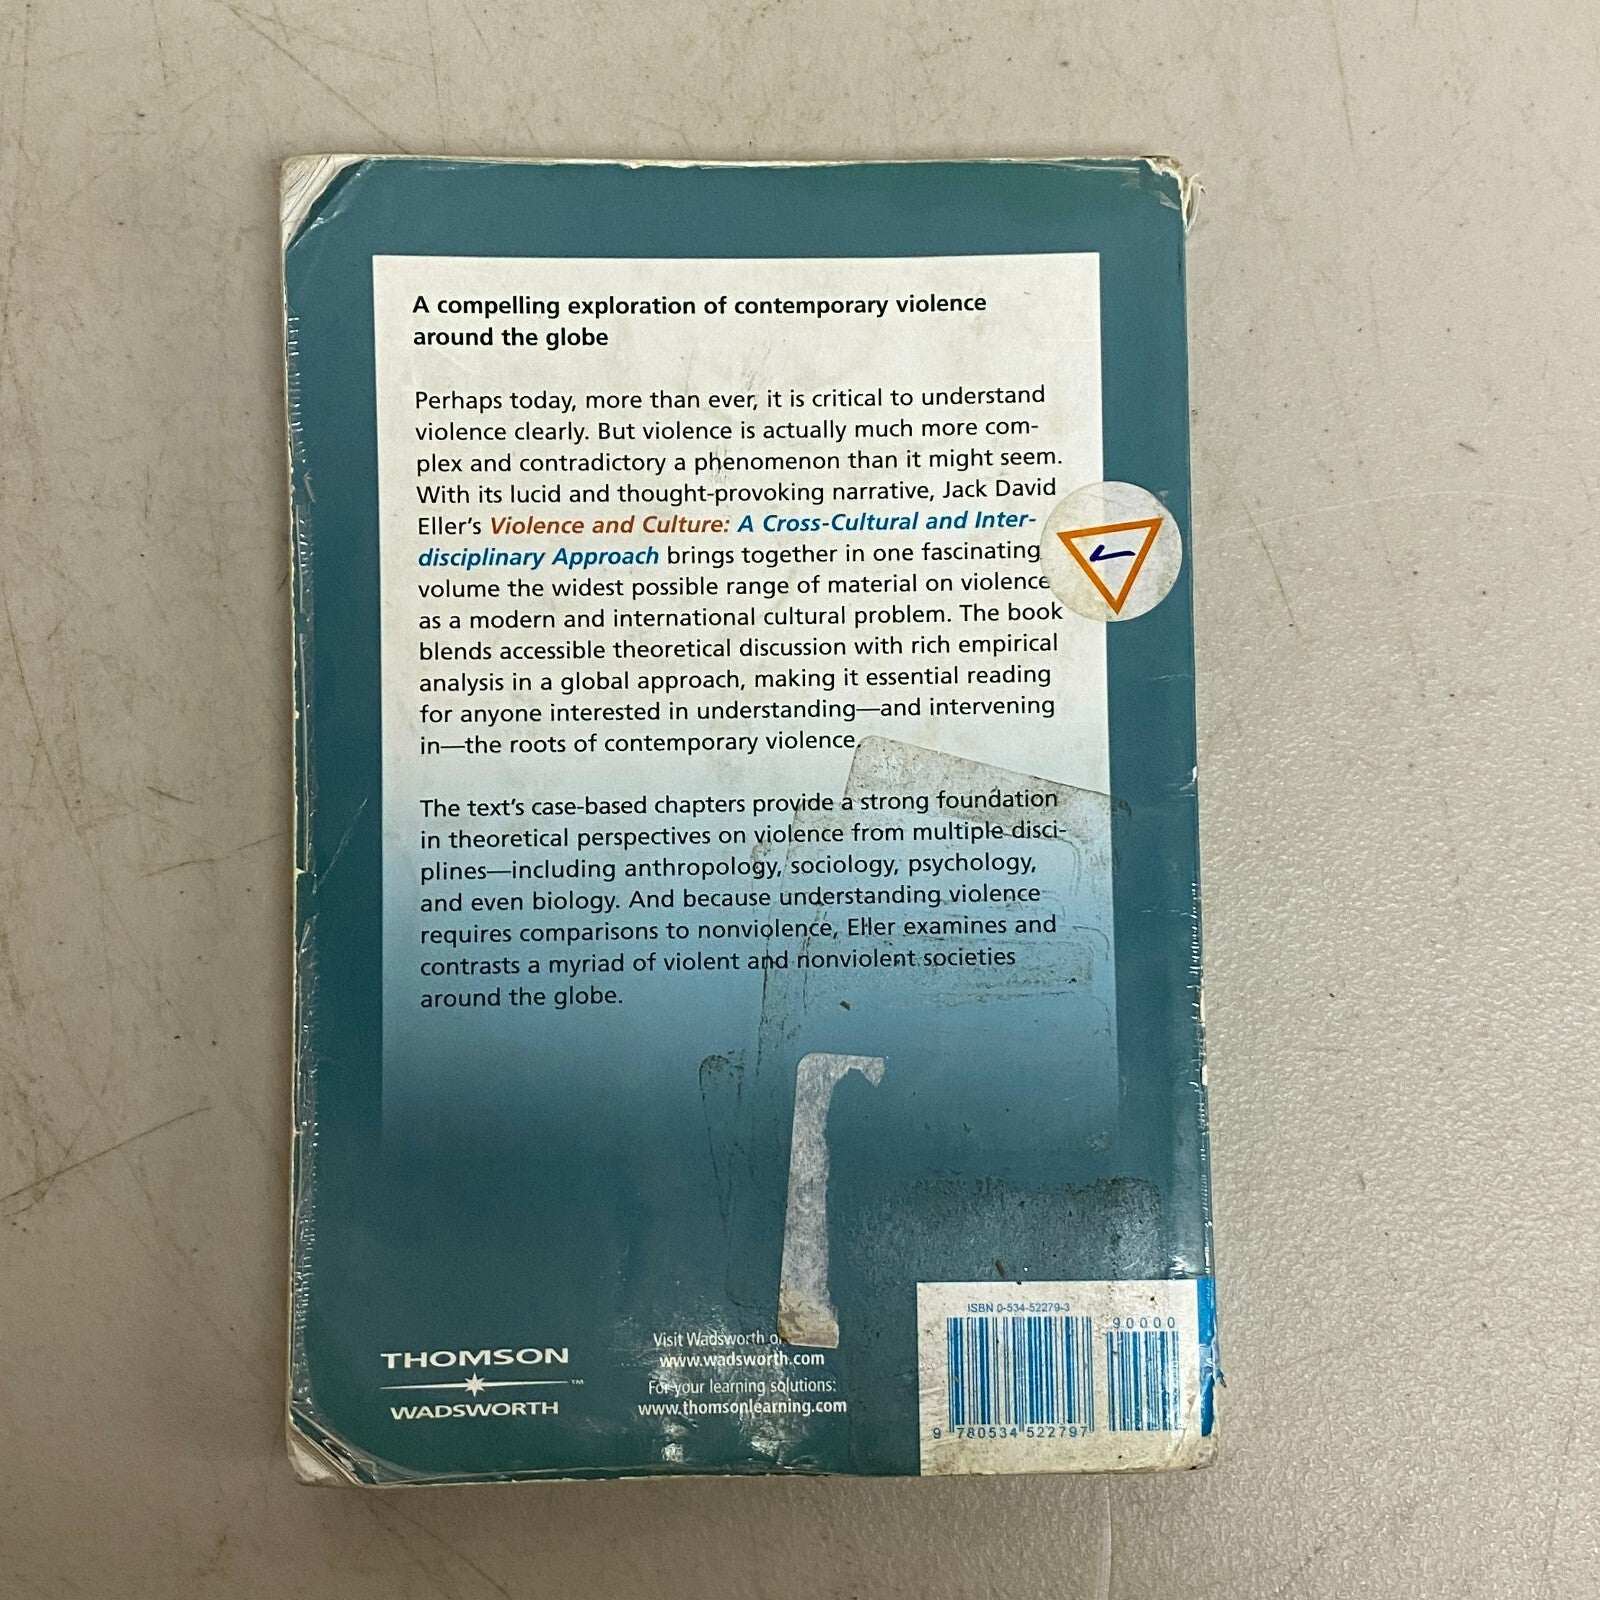 A compelling exploration of contemporary violence
around the globe
Perhaps today, more than ever, it is critical to understand
violence clearly. But violence is actually much more com-
plex and contradictory a phenomenon than it might seem.
With its lucid and thought-provoking narrative, Jack David
Eller's Violence and Culture: A Cross-Cultural and Inter-
disciplinary Approach brings together in one fascinating
volume the widest possible range of material on violence
as a modern and international cultural problem. The book
blends accessible theoretical discussion with rich empirical
analysis in a global approach, making it essential reading
for anyone interested in understanding—and intervening
in—the roots of contemporary violence.
The text's case-based chapters provide a strong foundation
in theoretical perspectives on violence from multiple disci-
plines—including anthropology, sociology, psychology,
and even biology. And because understanding violence
requires comparisons to nonviolence, Eller examines and
contrasts a myriad of violent and nonviolent societies
around the globe.
THOMSON
™
WADSWORTH
Visit Wadsworth
www.wadsworth.com
For your learning solutions:
www.thomsonlearning.com
ISBN 0-534-52279-3
90000
9 780534 522797